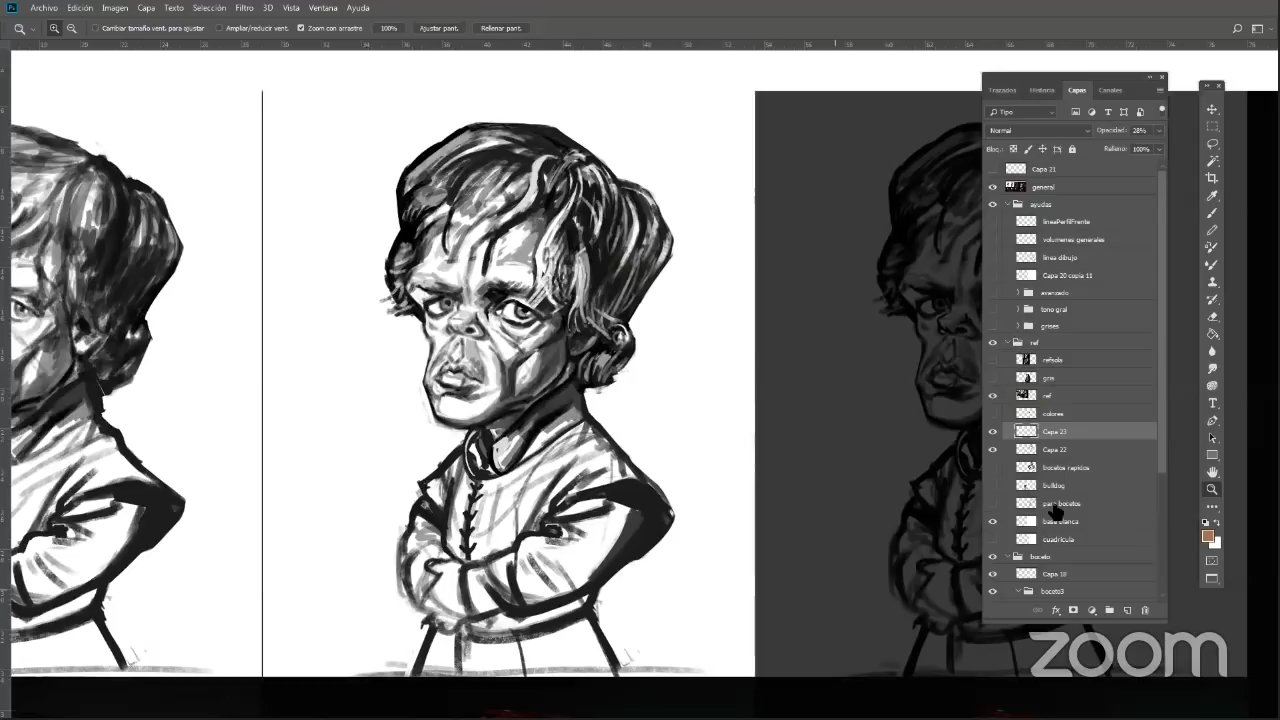 Archivo Edición Imagen Capa Texto Selección Filtro 3D Vista Ventana Ayuda
Cambiar tamaño vent. para ajustar Ampliar/reducir vent. Zoom con arrastre 100% Ajustar pant. Rellenar pant.
Trazados Historia Capas Canales
Tipo
Normal Opacidad: 28%
Bloq.: Relleno: 100%
Capa 21
general
ayudas
lineaPerfilFrente
volumenes generales
linea dibujo
Capa 20 copia 11
avanzado
tono gral
grises
ref
refsola
gris
ref
colores
Capa 23
Capa 22
bocetos rapidos
bulldog
para bocetos
base blanca
cuadricula
boceto
Capa 18
boceto3
zoom